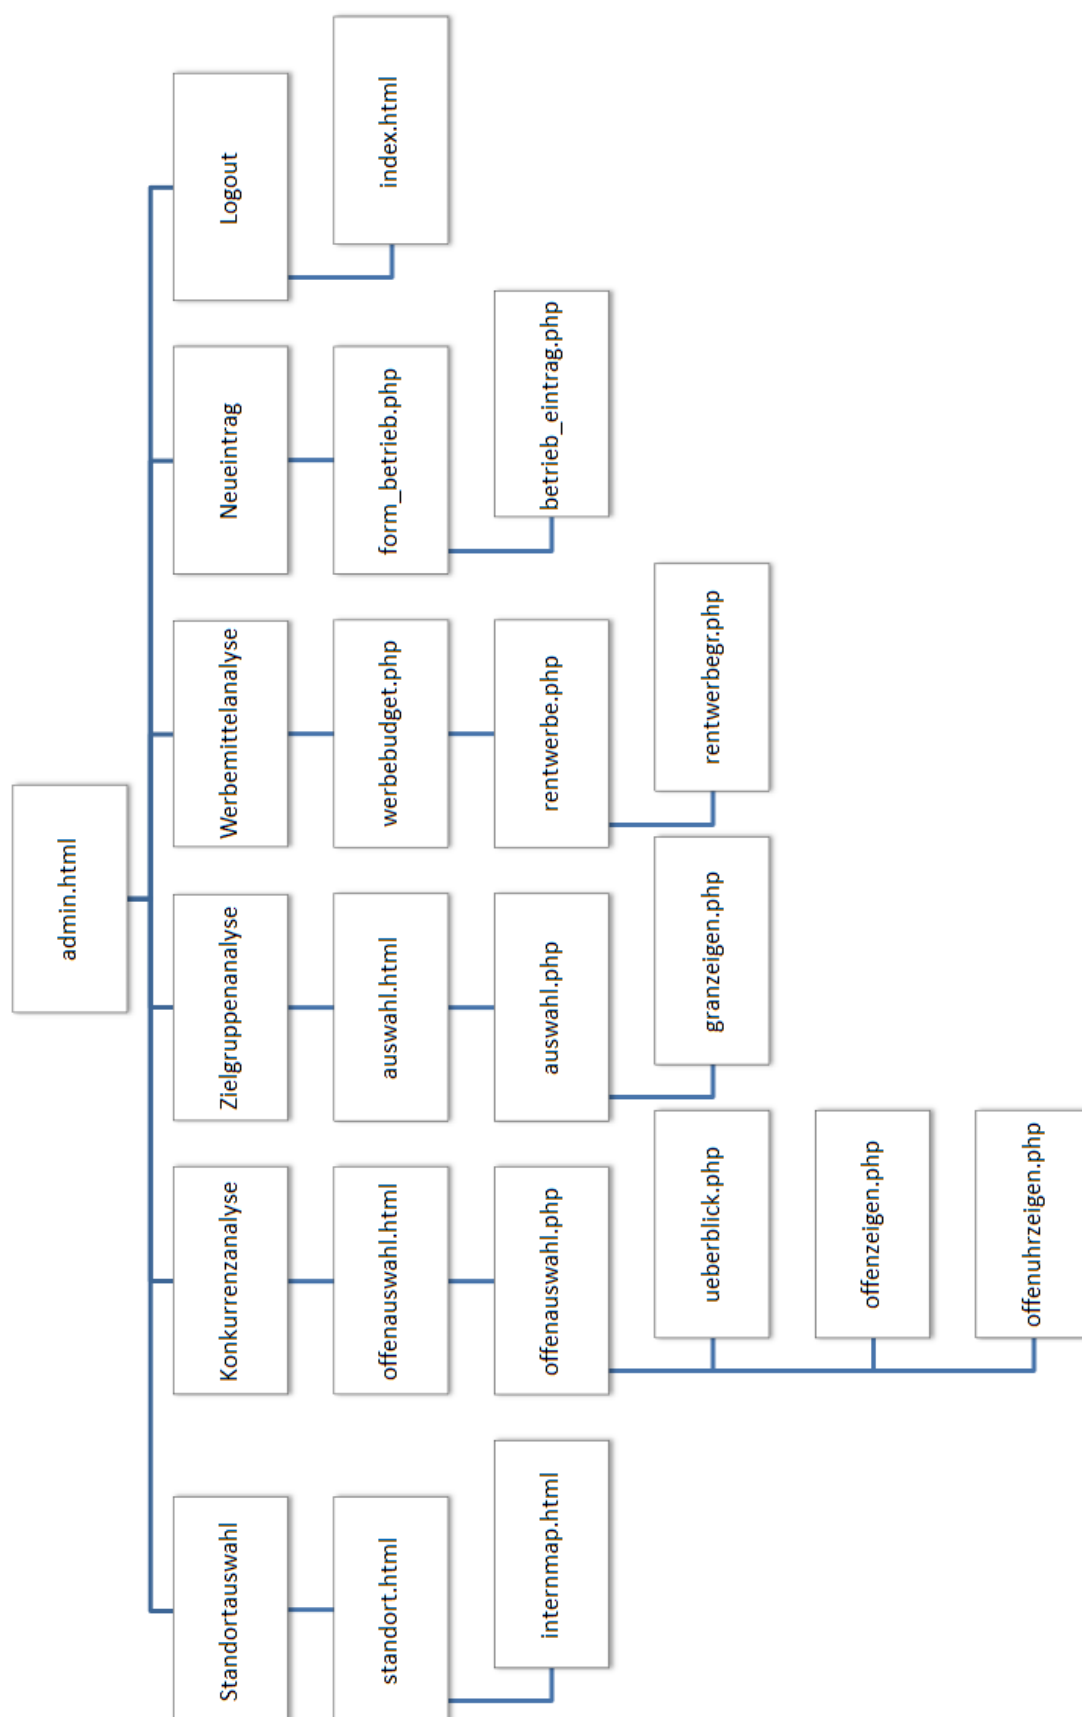 admin.html
Standortauswahl
Konkurrenzanalyse
Zielgruppenanalyse
Werbemittelanalyse
Neueintrag
Logout
standort.html
offenauswahl.html
auswahl.html
werbebudget.php
form_betrieb.php
index.html
internmap.html
offenauswahl.php
auswahl.php
rentwerbe.php
betrieb_eintrag.php
ueberblick.php
granzeigen.php
rentwerbegr.php
offenzeigen.php
offenuhrzeigen.php